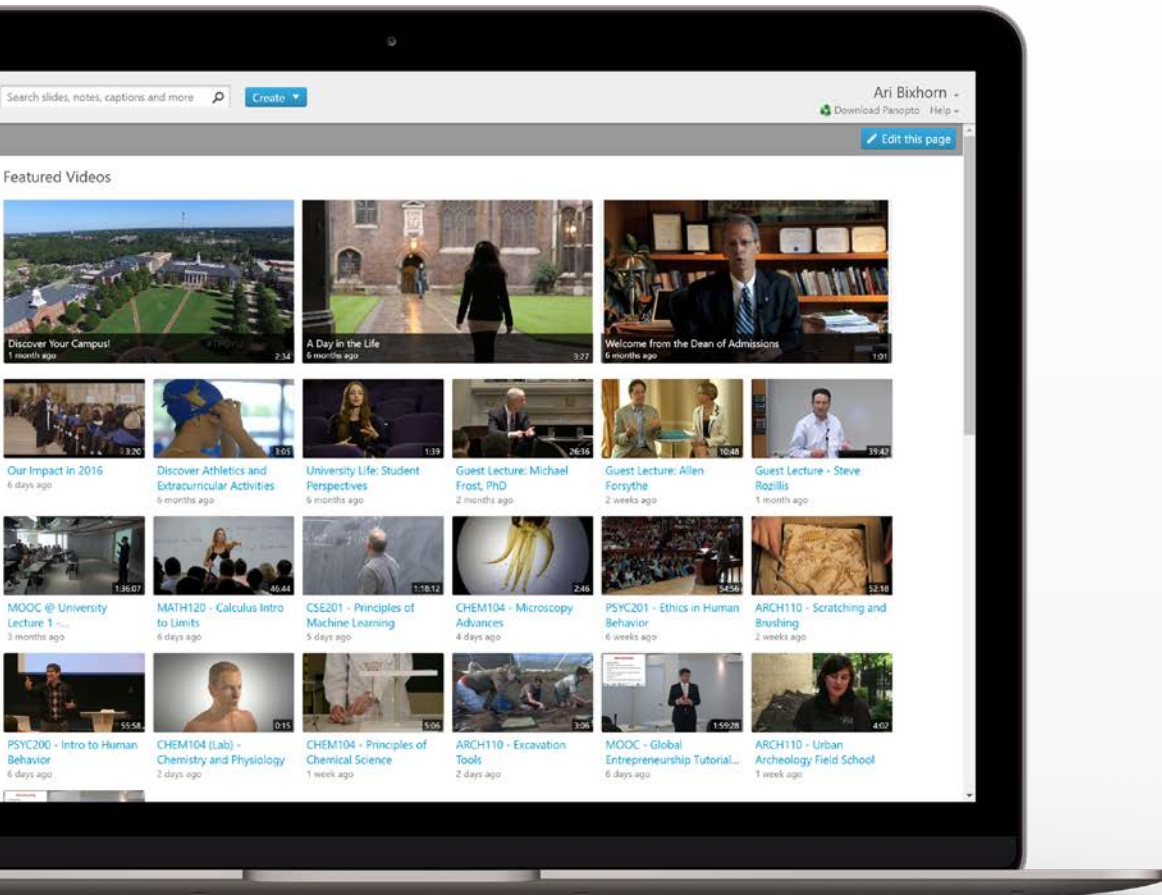 Search slides, notes, captions and more
Create
Ari Bixhorn
Download Panopto Help
Edit this page
Featured Videos
Discover Your Campus!
1 month ago
2:34
A Day in the Life
6 months ago
3:27
Welcome from the Dean of Admissions
6 months ago
1:01
3:20
Our Impact in 2016
6 days ago
3:05
Discover Athletics and
Extracurricular Activities
6 months ago
1:39
University Life: Student
Perspectives
6 months ago
26:36
Guest Lecture: Michael
Frost, PhD
2 months ago
10:48
Guest Lecture: Allen
Forsythe
2 weeks ago
39:42
Guest Lecture - Steve
Rozillis
1 month ago
1:36:07
MOOC @ University
Lecture 1 -...
3 months ago
46:44
MATH120 - Calculus Intro
to Limits
6 days ago
1:18:12
CSE201 - Principles of
Machine Learning
5 days ago
2:46
CHEM104 - Microscopy
Advances
4 days ago
54:56
PSYC201 - Ethics in Human
Behavior
6 weeks ago
52:18
ARCH110 - Scratching and
Brushing
2 weeks ago
55:58
PSYC200 - Intro to Human
Behavior
6 days ago
0:15
CHEM104 (Lab) -
Chemistry and Physiology
2 days ago
5:06
CHEM104 - Principles of
Chemical Science
1 week ago
3:06
ARCH110 - Excavation
Tools
2 days ago
1:59:28
MOOC - Global
Entrepreneurship Tutorial...
6 days ago
4:02
ARCH110 - Urban
Archeology Field School
1 week ago